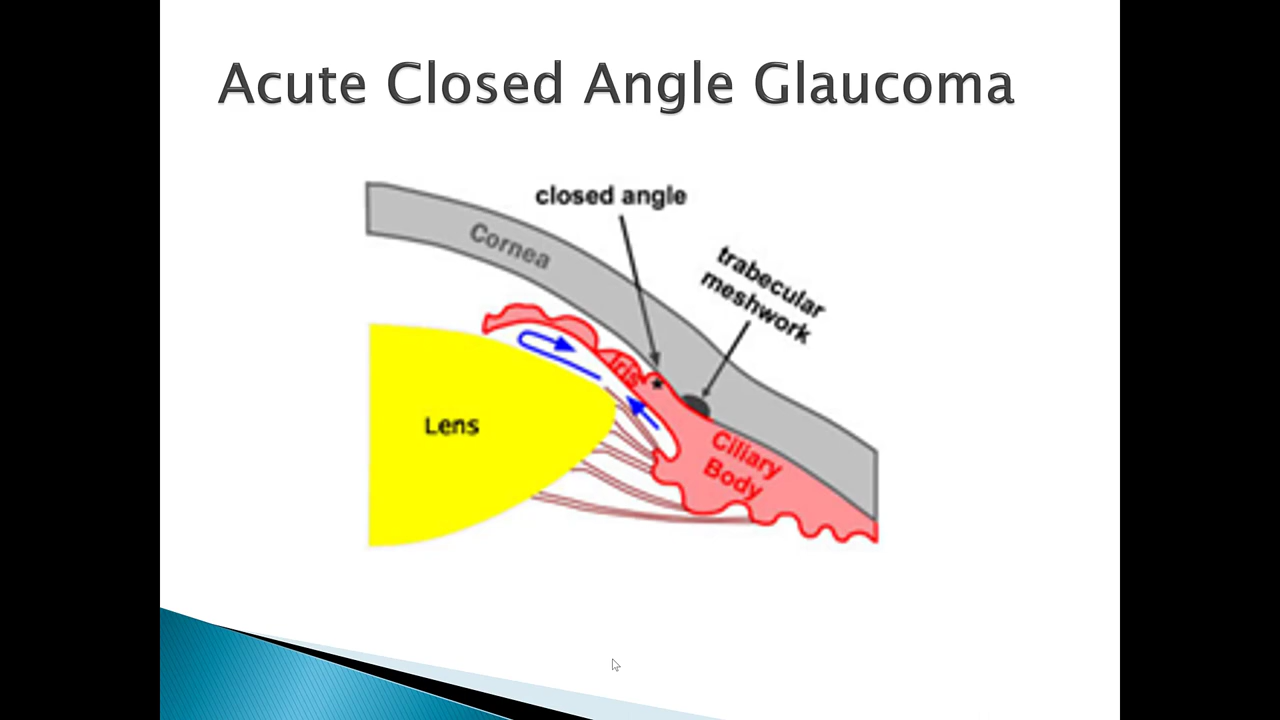 Acute Closed Angle Glaucoma
closed angle
Cornea
trabecular
meshwork
Iris
Lens
Ciliary
Body